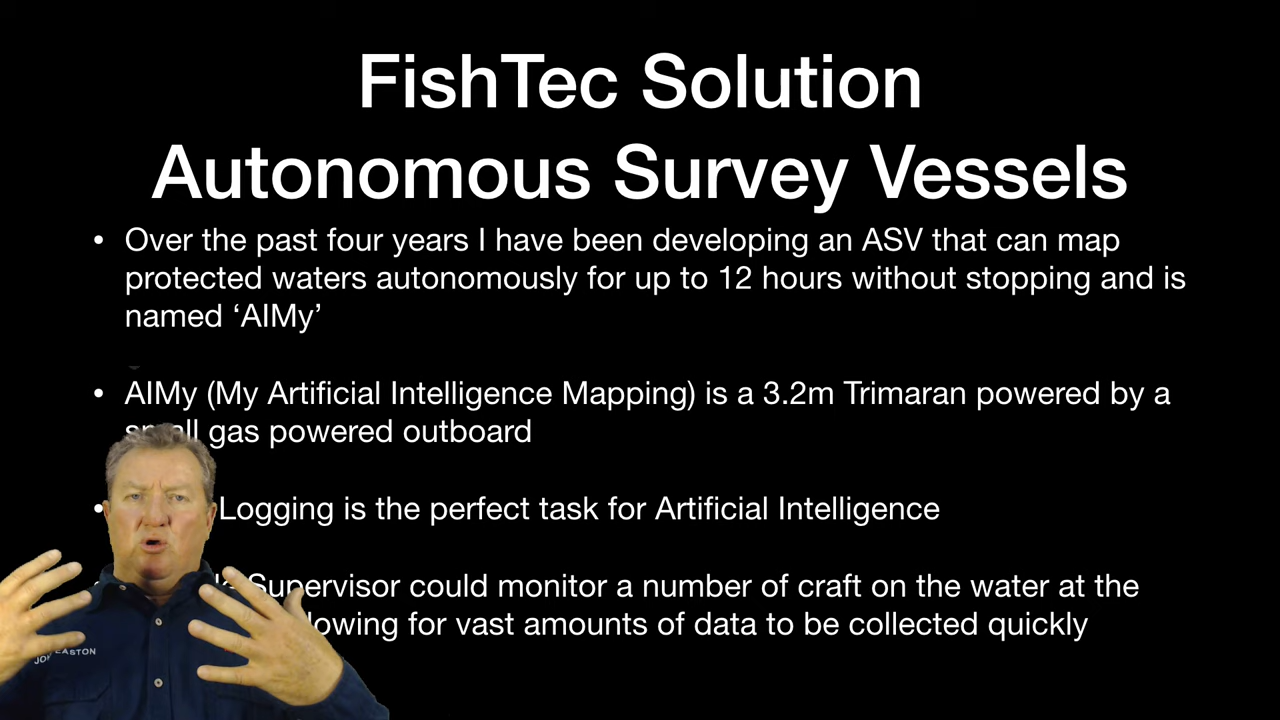 FishTec Solution
Autonomous Survey Vessels
• Over the past four years I have been developing an ASV that can map
protected waters autonomously for up to 12 hours without stopping and is
named ‘AIMy’
• AIMy (My Artificial Intelligence Mapping) is a 3.2m Trimaran powered by a
small gas powered outboard
• Logging is the perfect task for Artificial Intelligence
Supervisor could monitor a number of craft on the water at the
for vast amounts of data to be collected quickly
EASTON